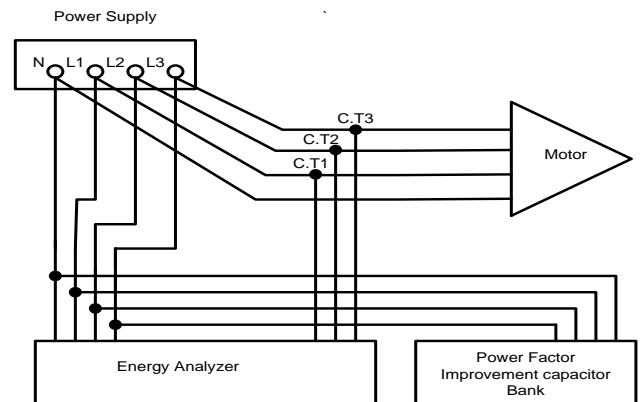 Power Supply
`
N L1 L2 L3
C.T3
C.T2
C.T1
Motor
Energy Analyzer
Power Factor
Improvement capacitor
Bank